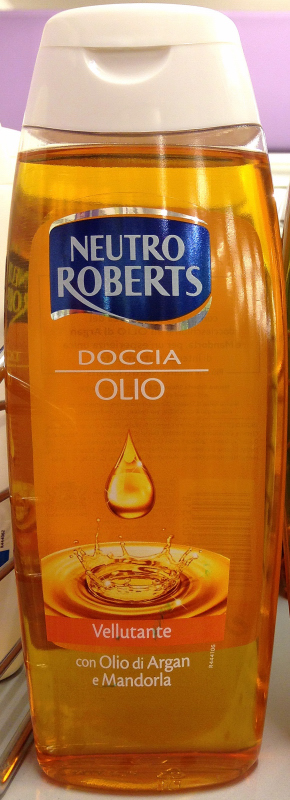 NEUTRO
ROBERTS
DOCCIA
OLIO
Vellutante
con Olio di Argan
e Mandorla